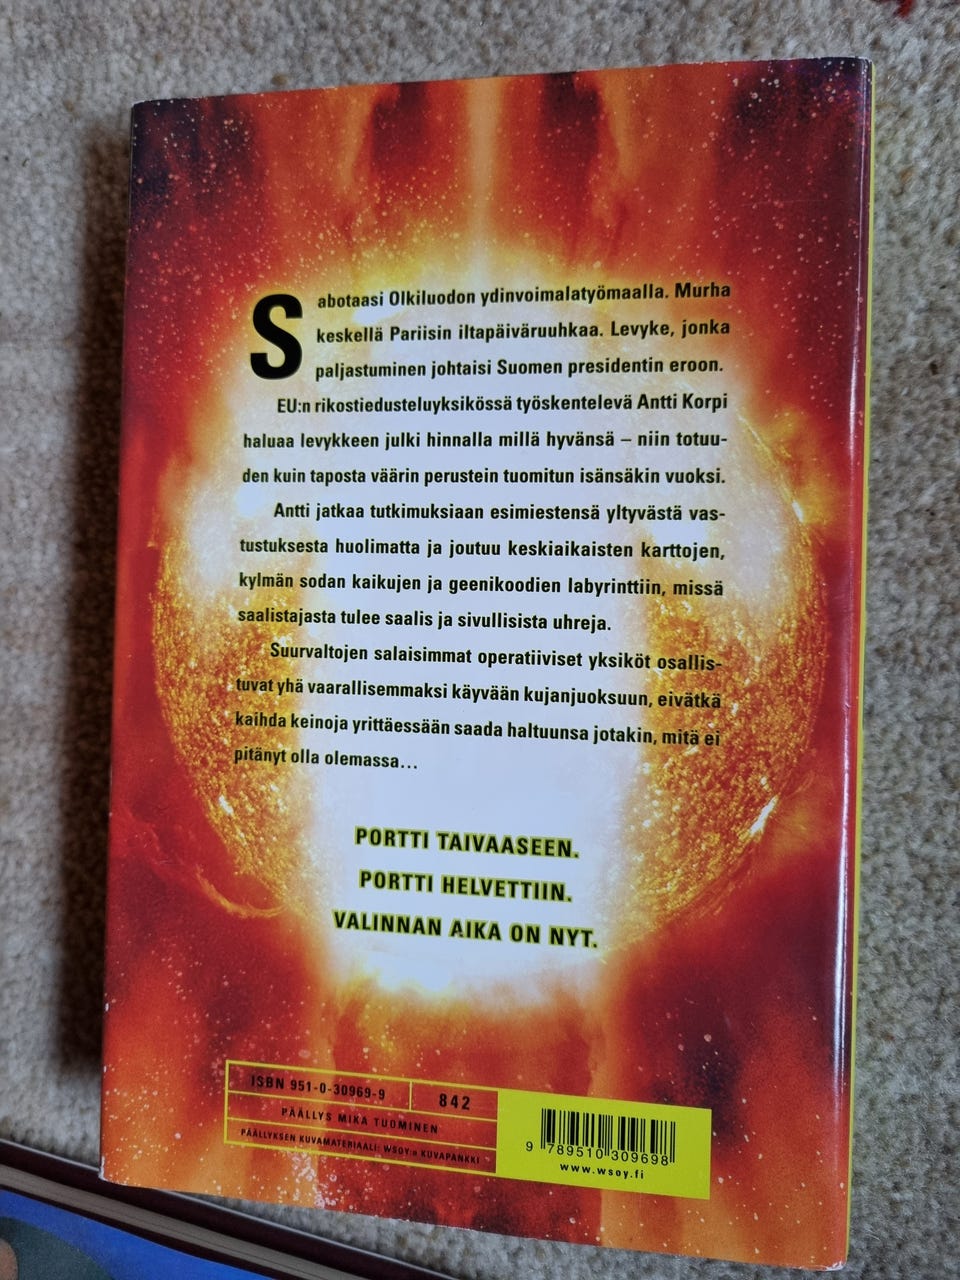 Sabotaasi Olkiluodon ydinvoimalatyömaalla. Murha
keskellä Pariisin iltapäiväruuhkaa. Levyke, jonka
paljastuminen johtaisi Suomen presidentin eroon.
EU:n rikostiedusteluyksikössä työskentelevä Antti Korpi
haluaa levykkeen julki hinnalla millä hyvänsä – niin totuu-
den kuin taposta väärin perustein tuomitun isänsäkin vuoksi.
Antti jatkaa tutkimuksiaan esimiestensä yltyvästä vas-
tustuksesta huolimatta ja joutuu keskiaikaisten karttojen,
kylmän sodan kaikujen ja geenikoodien labyrinttiin, missä
saalistajasta tulee saalis ja sivullisista uhreja.
Suurvaltojen salaisimmat operatiiviset yksiköt osallis-
tuvat yhä vaarallisemmaksi käyvään kujanjuoksuun, eivätkä
kaihda keinoja yrittäessään saada haltuunsa jotakin, mitä ei
pitänyt olla olemassa...
PORTTI TAIVAASEEN.
PORTTI HELVETTIIN.
VALINNAN AIKA ON NYT.
ISBN 951-0-30969-9 842
PÄÄLLYS MIKA TUOMINEN
PÄÄLLYKSEN KUVAMATERIAALI: WSOY:n KUVAPANKKI
9 789510 309698
www.wsoy.fi